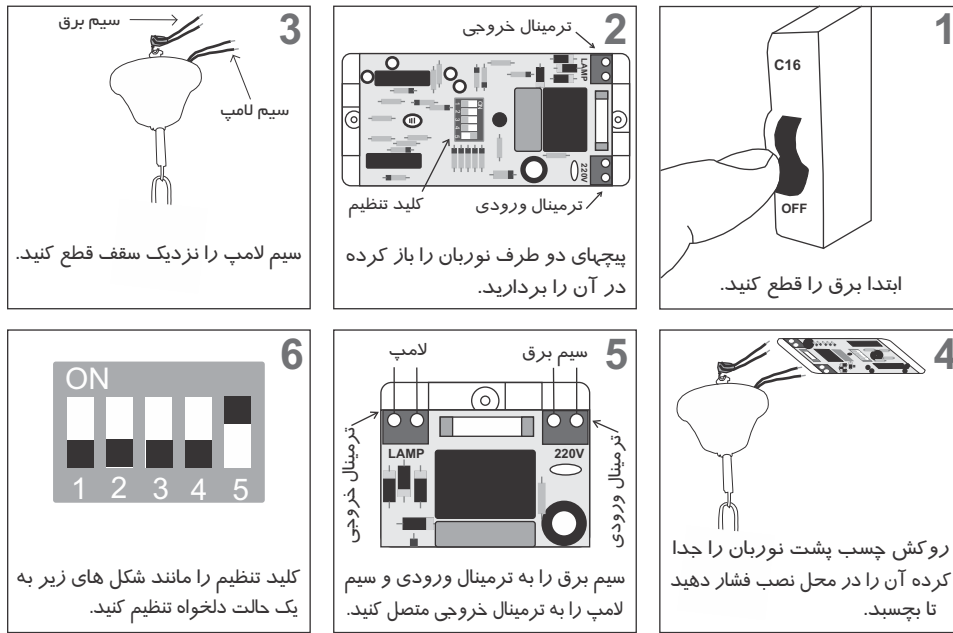 1
C16
OFF
ابتدا برق را قطع کنید.
2
ترمینال خروجی
LAMP
220V
کلید تنظیم
ترمینال ورودی
پیچهای دو طرف نوربان را باز کرده
در آن را بردارید.
3
سیم برق
سیم لامپ
سیم لامپ را نزدیک سقف قطع کنید.
4
روکش چسب پشت نوربان را جدا
کرده آن را در محل نصب فشار دهید
تا بچسبد.
5
لامپ
سیم برق
ترمینال خروجی
ترمینال ورودی
LAMP
220V
سیم برق را به ترمینال ورودی و سیم
لامپ را به ترمینال خروجی متصل کنید.
6
ON
1 2 3 4 5
کلید تنظیم را مانند شکل های زیر به
یک حالت دلخواه تنظیم کنید.